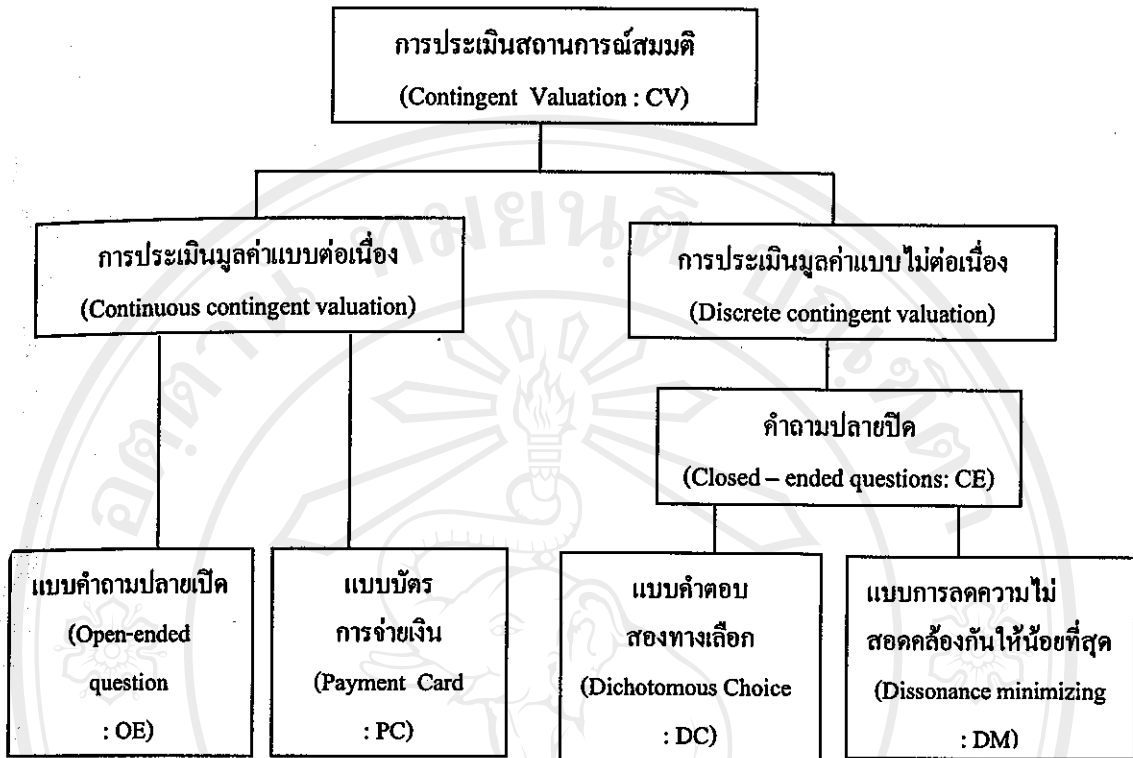 การประเมินสถานการณ์สมมติ
(Contingent Valuation : CV)
การประเมินมูลค่าแบบต่อเนื่อง
(Continuous contingent valuation)
การประเมินมูลค่าแบบไม่ต่อเนื่อง
(Discrete contingent valuation)
คำถามปลายปิด
(Closed – ended questions: CE)
แบบคำถามปลายเปิด
(Open-ended
question
: OE)
แบบบัตร
การจ่ายเงิน
(Payment Card
: PC)
แบบคำตอบ
สองทางเลือก
(Dichotomous Choice
: DC)
แบบการลดความไม่
สอดคล้องกันให้น้อยที่สุด
(Dissonance minimizing
: DM)